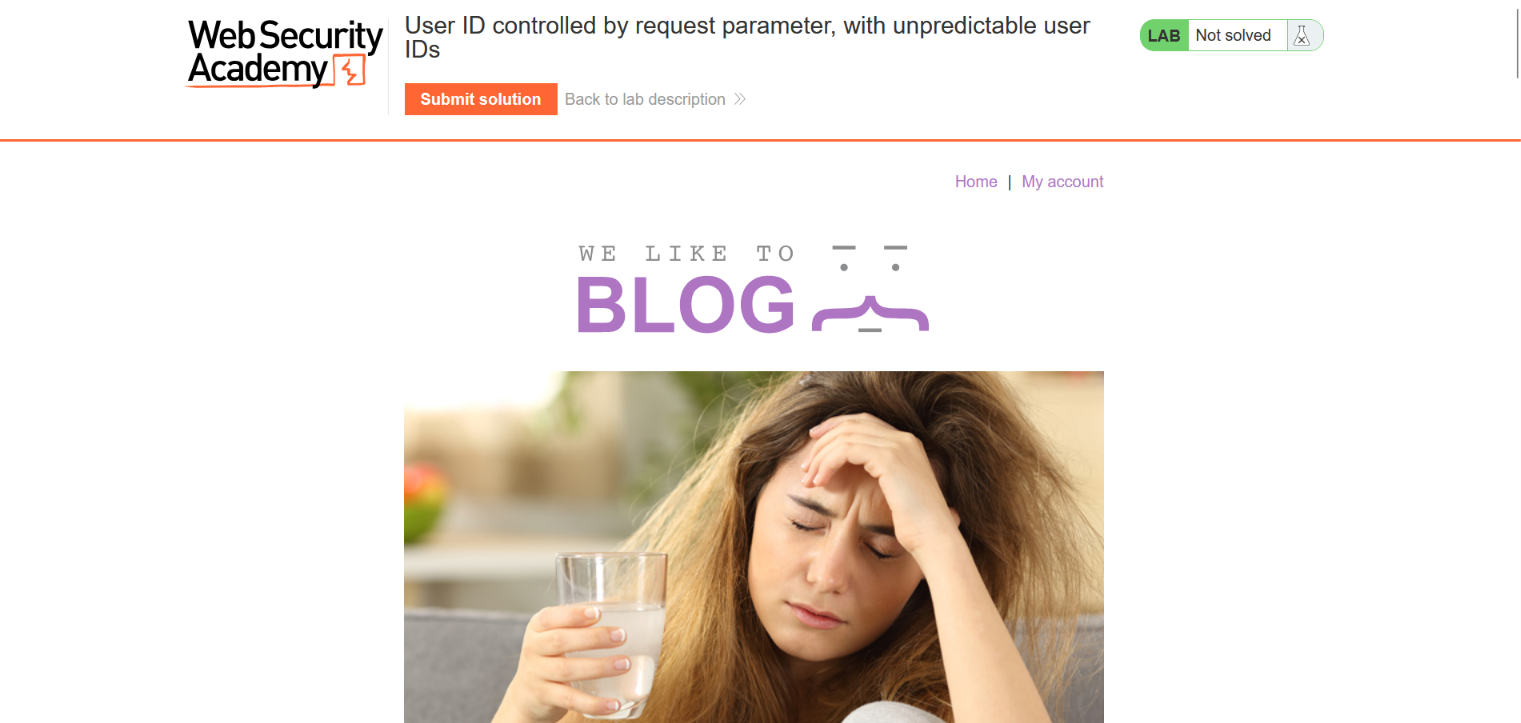 Web Security
Academy
User ID controlled by request parameter, with unpredictable user
IDs
Submit solution
Back to lab description
LAB
Not solved
Home | My account
WE LIKE TO
BLOG